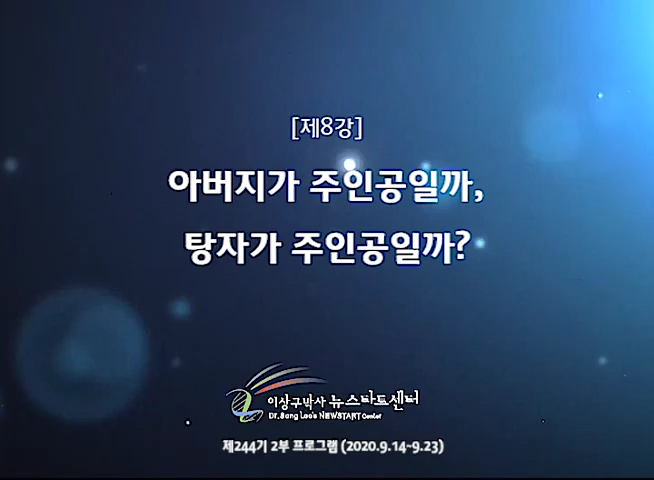 [제8강]
아버지가 주인공일까,
탕자가 주인공일까?
이상구박사 뉴스타트센터
Dr. Sang Lee's NEWSTART Center
제244기 2부 프로그램 (2020.9.14~9.23)